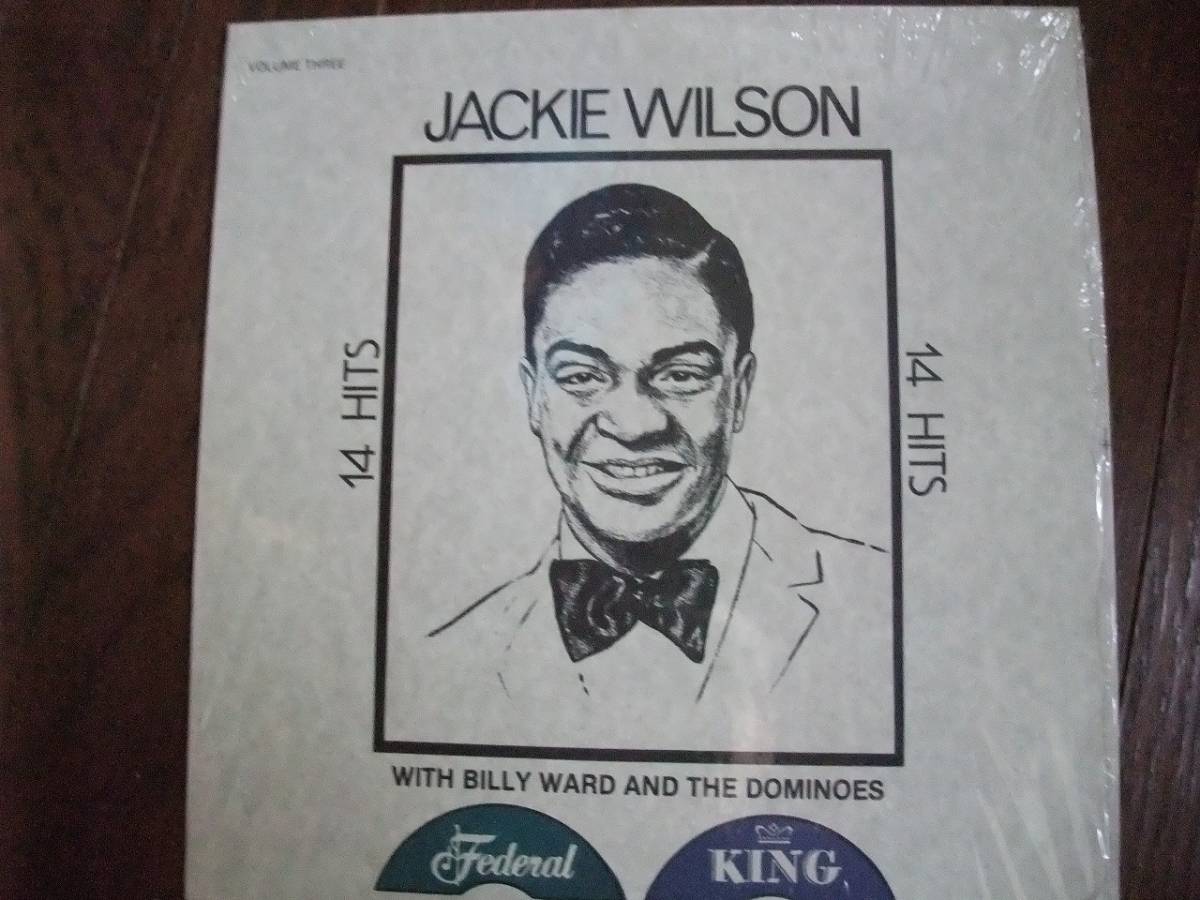 VOLUME THREE
JACKIE WILSON
14 HITS
14 HITS
WITH BILLY WARD AND THE DOMINOES
Federal
KING